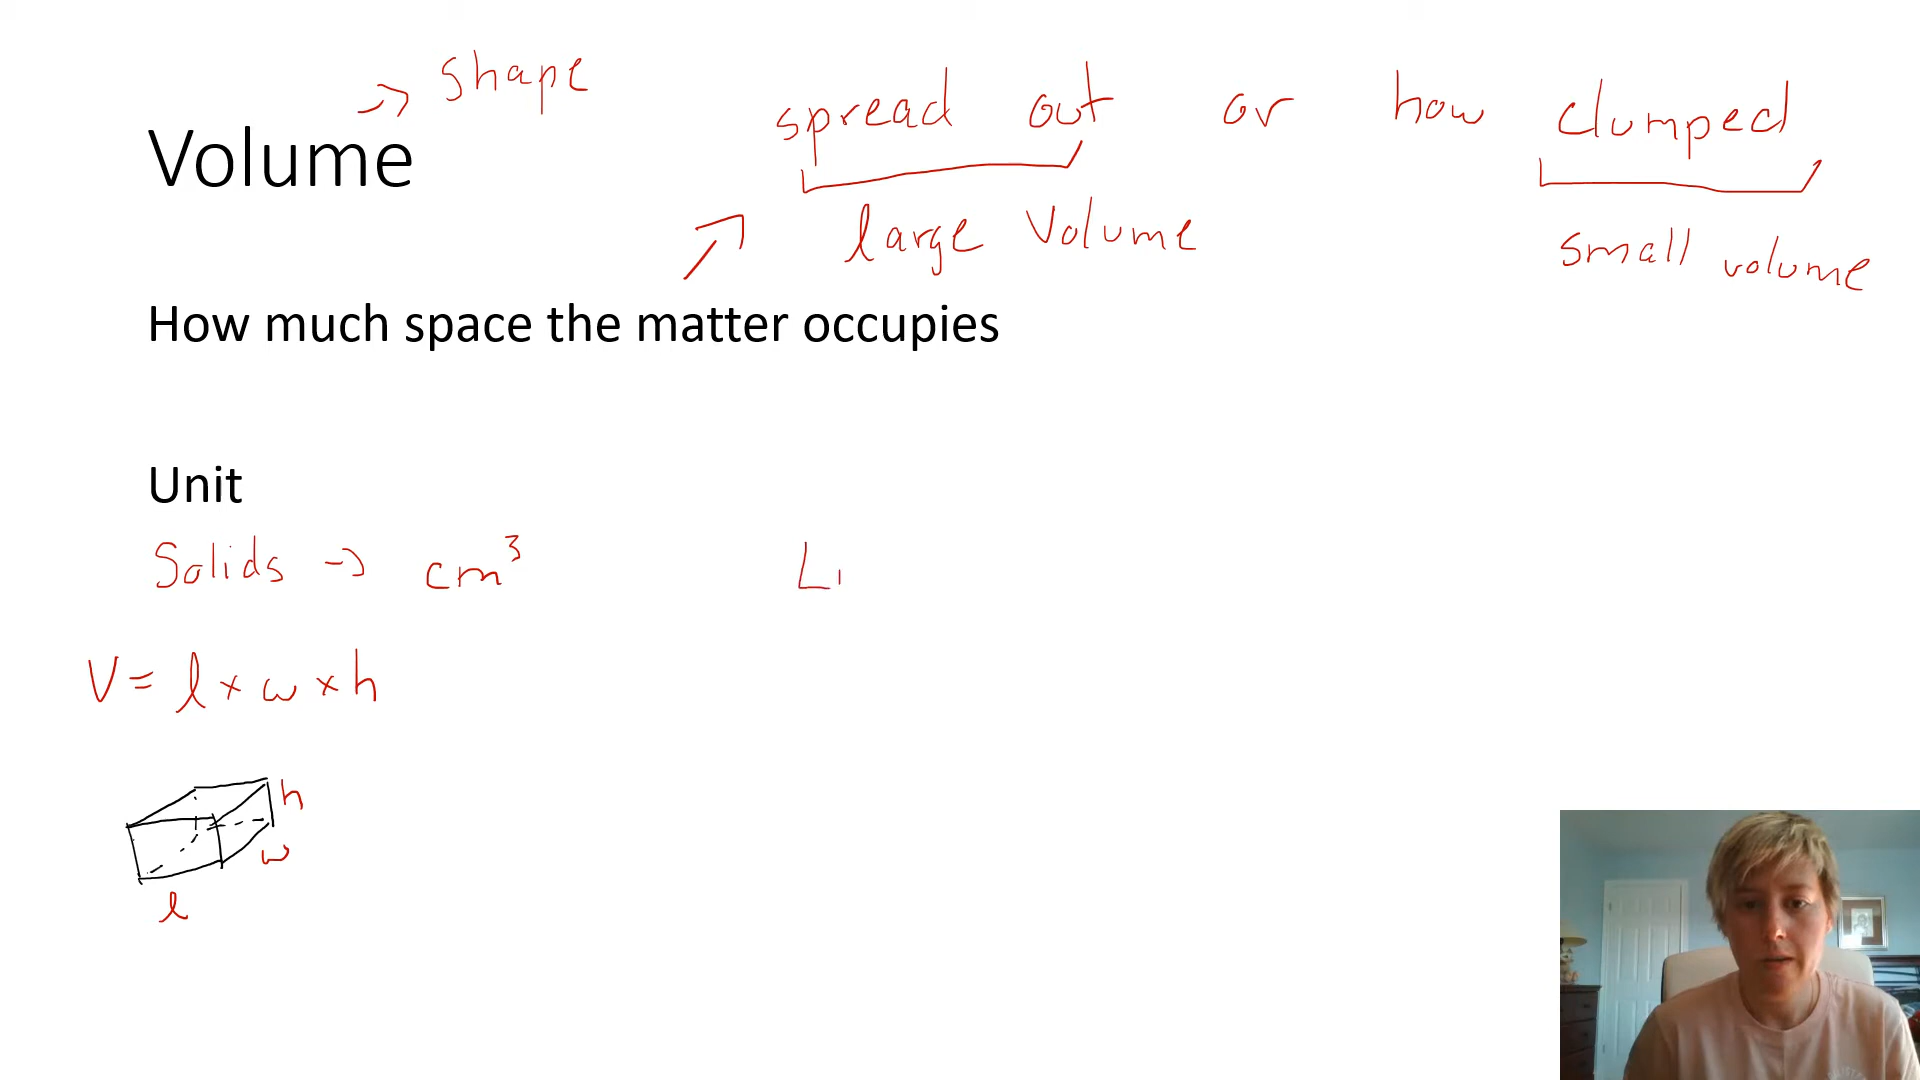 → shape
spread out or how clumped
Volume
large volume
small volume
How much space the matter occupies
Unit
Solids → cm³
L
V = l × w × h
h
w
l